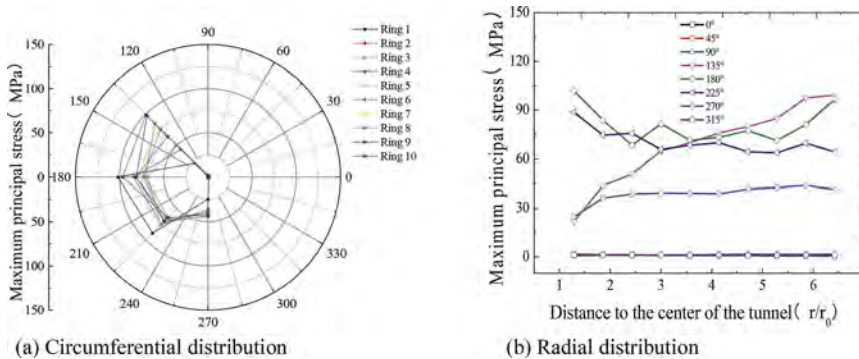 90
120
60
150
30
180
0
210
330
240
300
270
150
100
50
0
50
100
150
Maximum principal stress( MPa)
Ring 1
Ring 2
Ring 3
Ring 4
Ring 5
Ring 6
Ring 7
Ring 8
Ring 9
Ring 10
(a) Circumferential distribution
150
120
90
60
30
0
Maximum principal stress( MPa)
0°
45°
90°
135°
180°
225°
270°
315°
1 2 3 4 5 6
Distance to the center of the tunnel( r/r0)
(b) Radial distribution